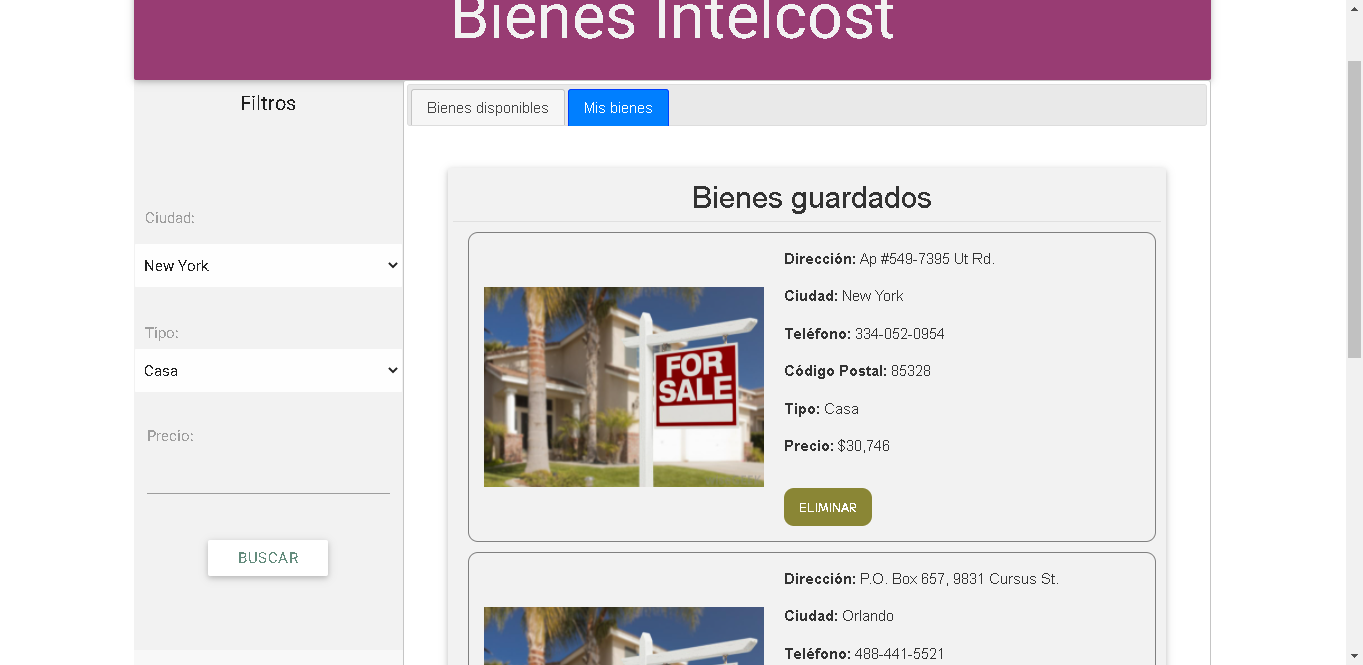 Bienes Intelcost
Filtros
Ciudad:
New York
Tipo:
Casa
Precio:
BUSCAR
Bienes disponibles
Mis bienes
Bienes guardados
FOR
SALE
Dirección: Ap #549-7395 Ut Rd.
Ciudad: New York
Teléfono: 334-052-0954
Código Postal: 85328
Tipo: Casa
Precio: $30,746
ELIMINAR
Dirección: P.O. Box 657, 9831 Cursus St.
Ciudad: Orlando
Teléfono: 488-441-5521